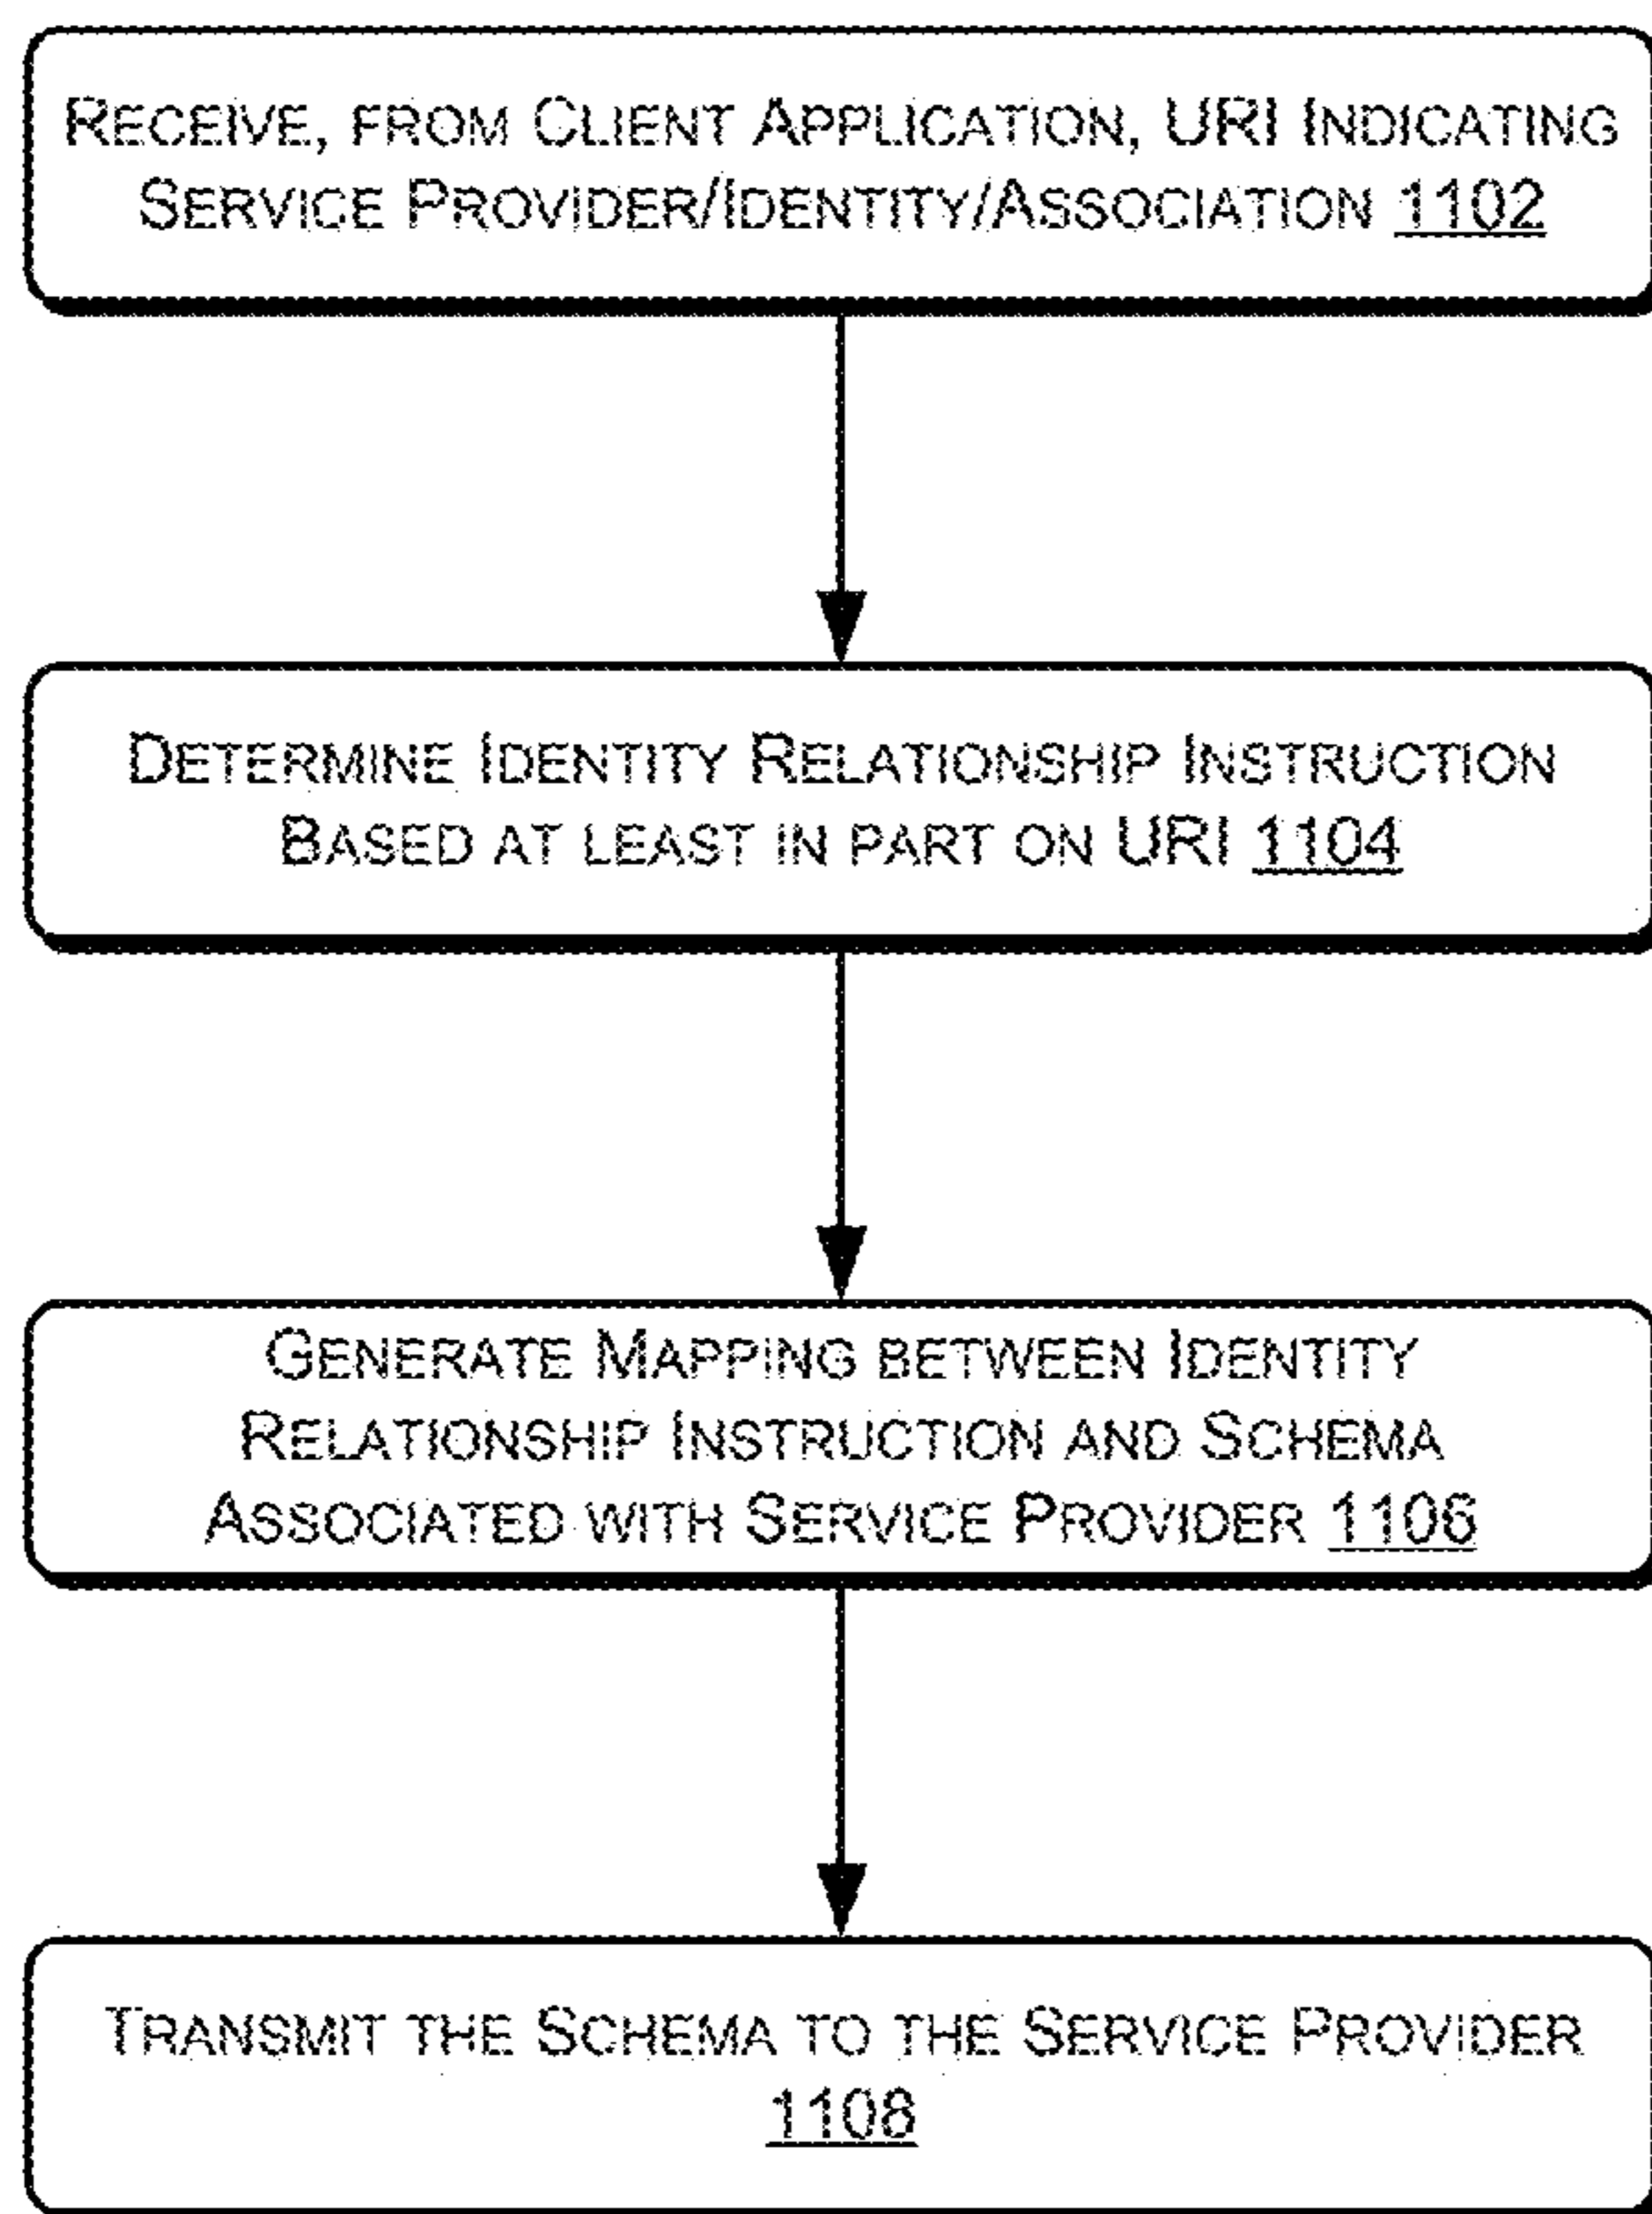 RECEIVE, FROM CLIENT APPLICATION, URI INDICATING
SERVICE PROVIDER/IDENTITY/ASSOCIATION 1102
DETERMINE IDENTITY RELATIONSHIP INSTRUCTION
BASED AT LEAST IN PART ON URI 1104
GENERATE MAPPING BETWEEN IDENTITY
RELATIONSHIP INSTRUCTION AND SCHEMA
ASSOCIATED WITH SERVICE PROVIDER 1106
TRANSMIT THE SCHEMA TO THE SERVICE PROVIDER
1108